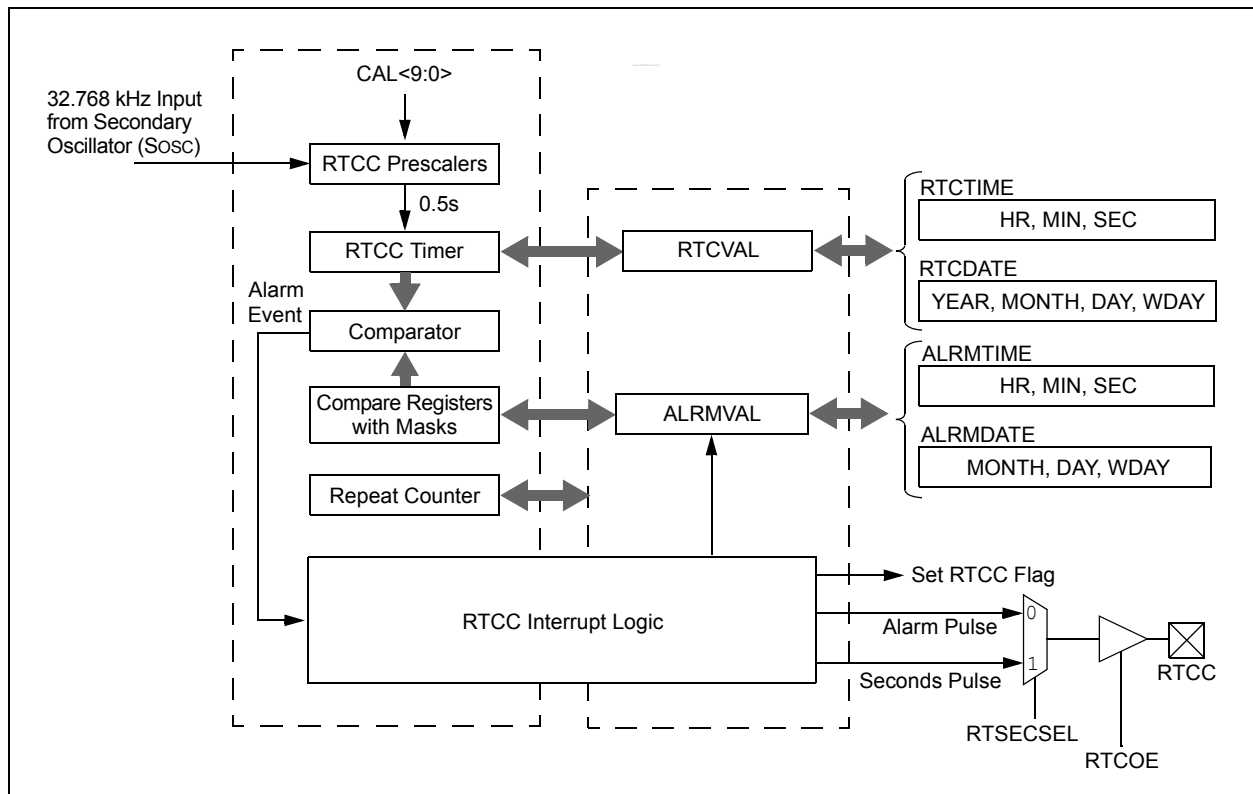 CAL<9:0>
32.768 kHz Input
from Secondary
Oscillator (SOSC)
RTCC Prescalers
0.5s
RTCC Timer
RTCVAL
RTCTIME
HR, MIN, SEC
RTCDATE
YEAR, MONTH, DAY, WDAY
Alarm
Event
Comparator
Compare Registers
with Masks
ALRMVAL
ALRMTIME
HR, MIN, SEC
ALRMDATE
MONTH, DAY, WDAY
Repeat Counter
RTCC Interrupt Logic
Set RTCC Flag
Alarm Pulse
0
Seconds Pulse
1
RTCC
RTSECSEL
RTCOE